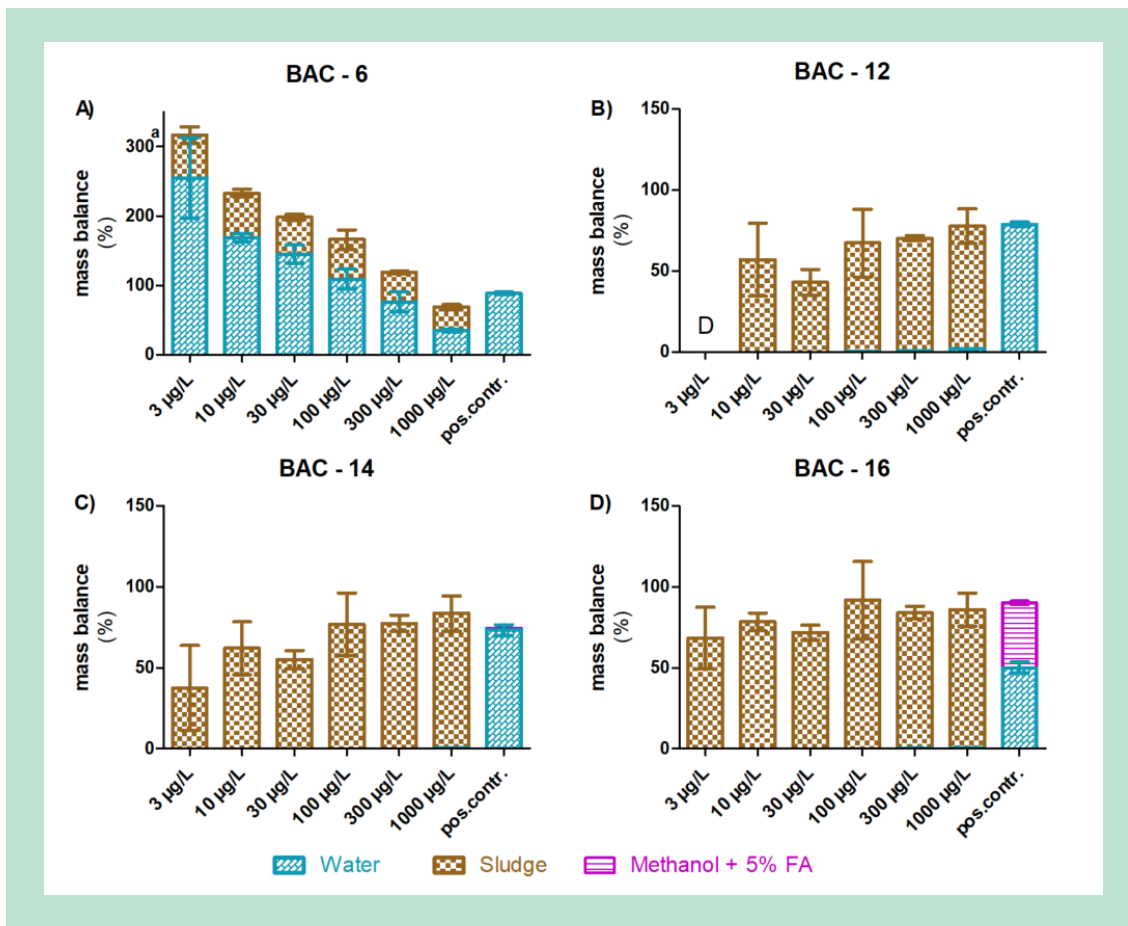 BAC - 6
A)
mass balance
(%)
a
300
200
100
0
3 µg/L
10 µg/L
30 µg/L
100 µg/L
300 µg/L
1000 µg/L
pos.contr.
BAC - 12
B)
mass balance
(%)
150
100
50
0
D
3 µg/L
10 µg/L
30 µg/L
100 µg/L
300 µg/L
1000 µg/L
pos.contr.
BAC - 14
C)
mass balance
(%)
150
100
50
0
3 µg/L
10 µg/L
30 µg/L
100 µg/L
300 µg/L
1000 µg/L
pos.contr.
BAC - 16
D)
mass balance
(%)
150
100
50
0
3 µg/L
10 µg/L
30 µg/L
100 µg/L
300 µg/L
1000 µg/L
pos.contr.
Water
Sludge
Methanol + 5% FA